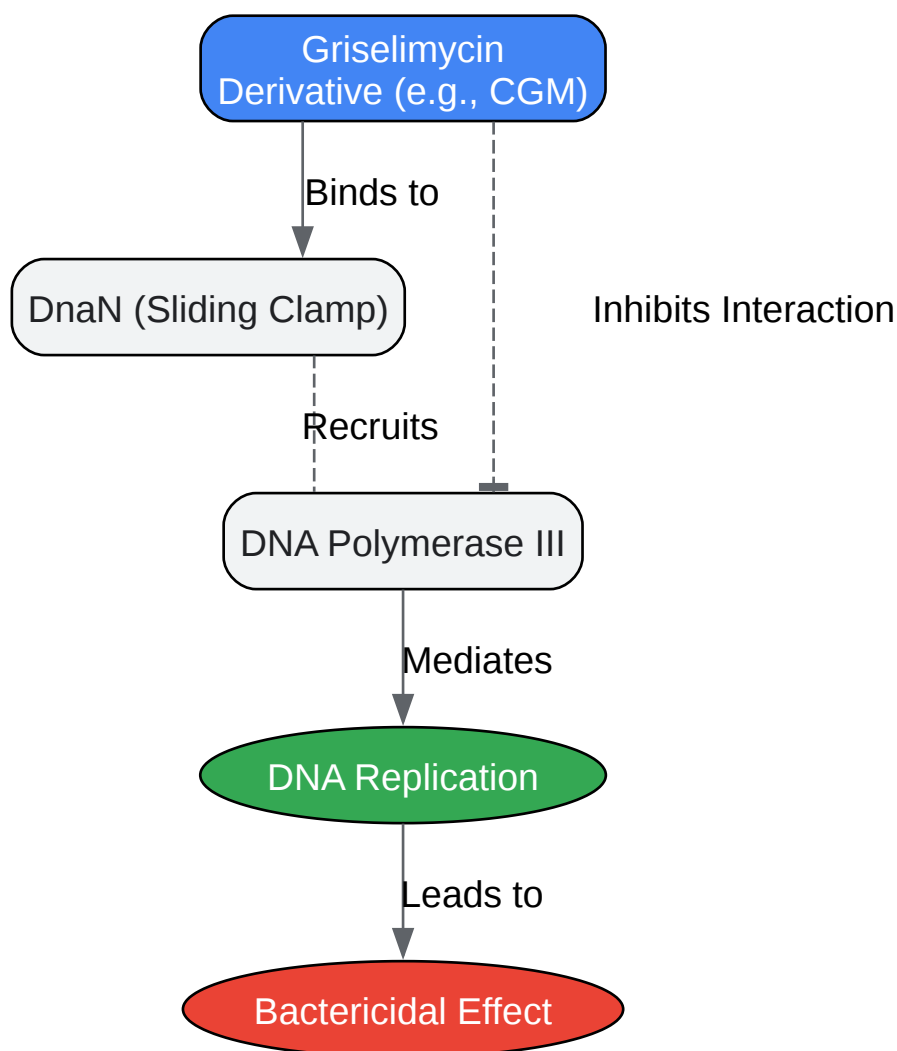 Griselimycin
Derivative (e.g., CGM)
Binds to
DnaN (Sliding Clamp)
Inhibits Interaction
Recruits
DNA Polymerase III
Mediates
DNA Replication
Leads to
Bactericidal Effect